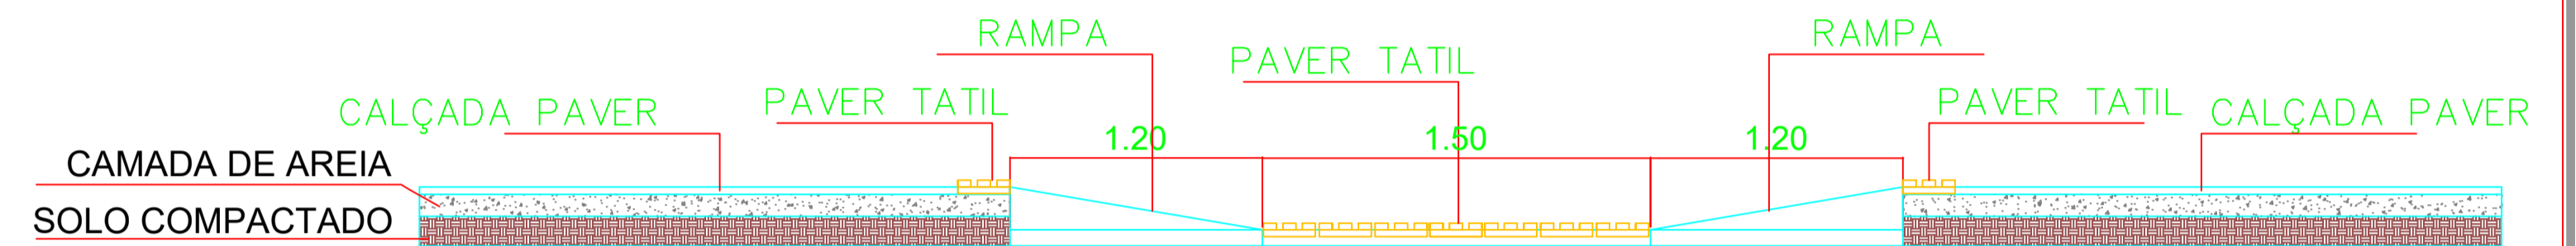 RAMPA
RAMPA
PAVER TATIL
CALÇADA PAVER
PAVER TATIL
PAVER TATIL
CALÇADA PAVER
1.20
1.50
1.20
CAMADA DE AREIA
SOLO COMPACTADO